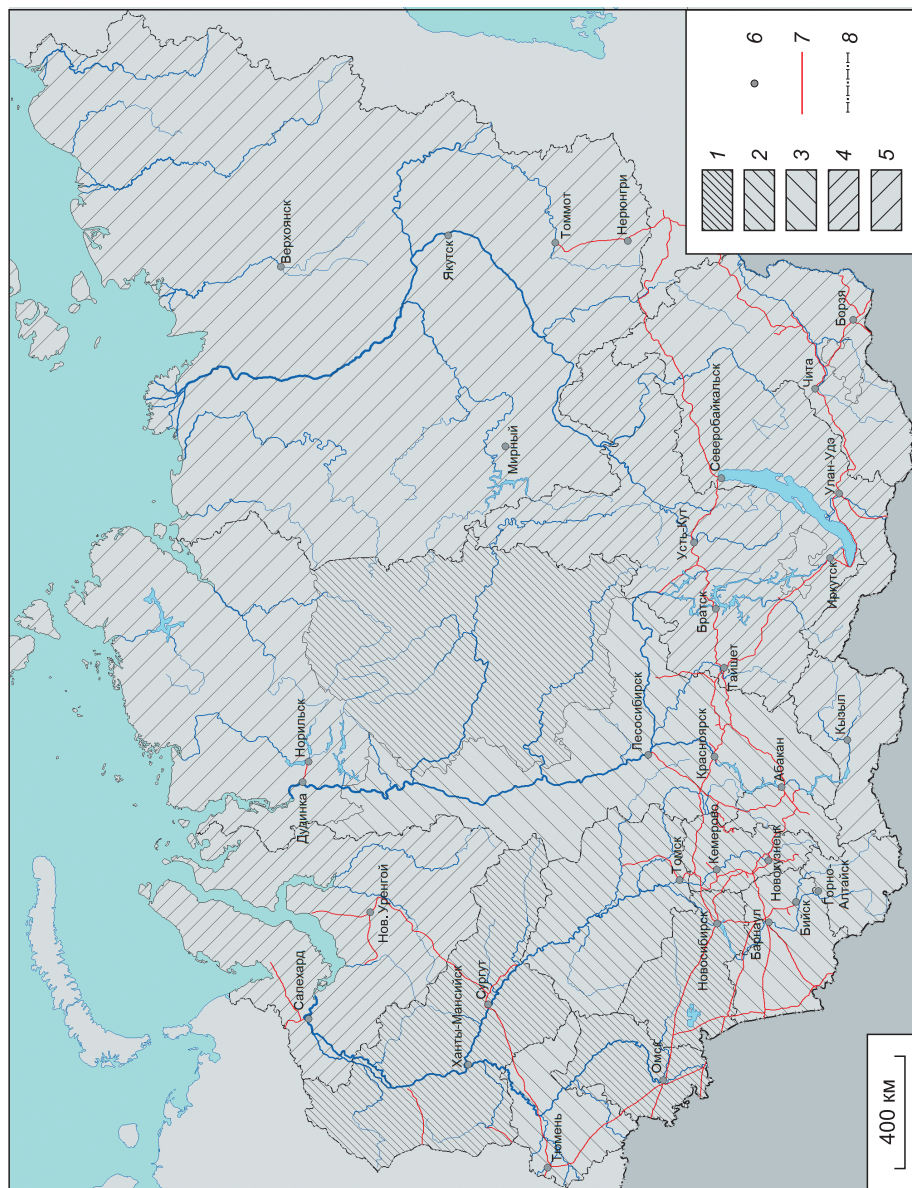 Салехард
Нов. Уренгой
Ханты-Мансийск
Сургут
Тюмень
Омск
Дудинка
Норильск
Томск
Новосибирск
Кемерово
Барнаул
Новокузнецк
Бийск
Горно-
Алтайск
Лесосибирск
Красноярск
Абакан
Кызыл
Тайшет
Братск
Усть-Кут
Иркутск
Северобайкальск
Улан-Удэ
Чита
Борзя
Мирный
Верхоянск
Якутск
Томмот
Нерюнгри
1
2
3
4
5
6
7
8
400 км